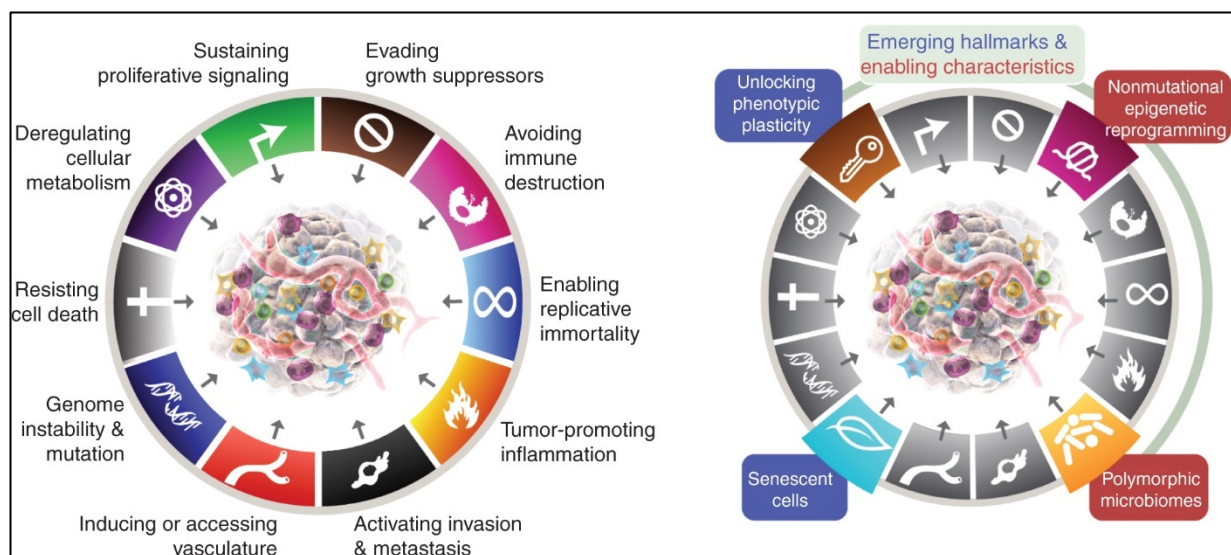 Sustaining
proliferative signaling
Evading
growth suppressors
Deregulating
cellular
metabolism
Avoiding
immune
destruction
Resisting
cell death
Enabling
replicative
immortality
Genome
instability &
mutation
Tumor-promoting
inflammation
Inducing or accessing
vasculature
Activating invasion
& metastasis
Emerging hallmarks &
enabling characteristics
Unlocking
phenotypic
plasticity
Nonmutational
epigenetic
reprogramming
Senescent
cells
Polymorphic
microbiomes